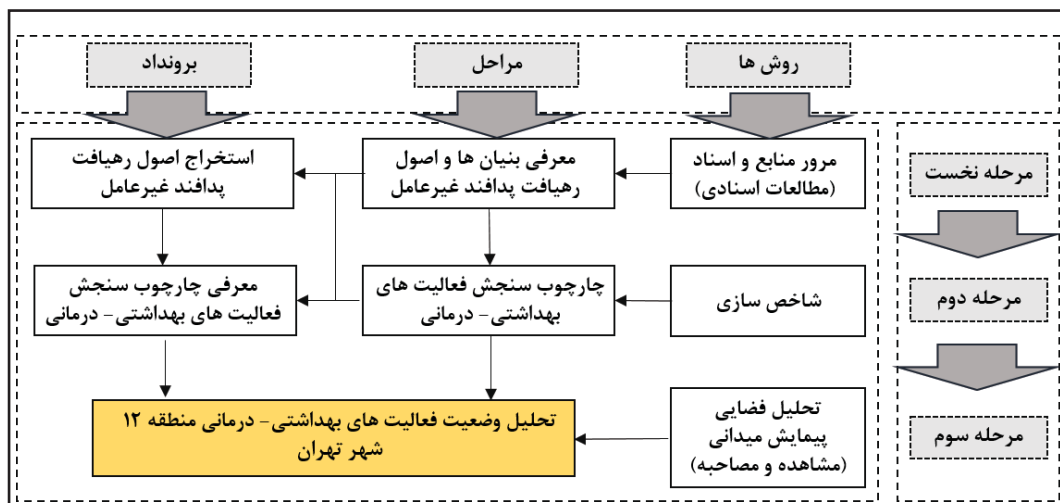 روش ها
مراحل
برونداد
مرحله نخست
مرور منابع و اسناد
(مطالعات اسنادی)
معرفی بنیان ها و اصول
رهیافت پدافند غیرعامل
استخراج اصول رهیافت
پدافند غیرعامل
مرحله دوم
شاخص سازی
چارچوب سنجش فعالیت های
بهداشتی- درمانی
معرفی چارچوب سنجش
فعالیت های بهداشتی- درمانی
مرحله سوم
تحلیل فضایی
پیمایش میدانی
(مشاهده و مصاحبه)
تحلیل وضعیت فعالیت های بهداشتی- درمانی منطقه ۱۲
شهر تهران